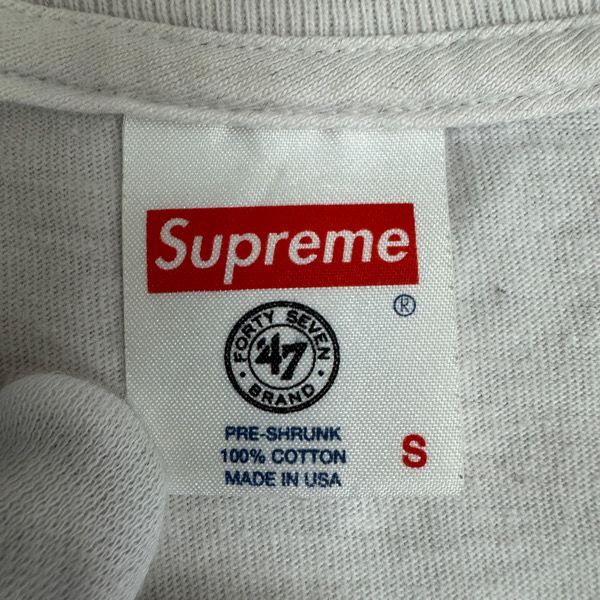 Supreme
®
FORTY SEVEN
'47
BRAND
PRE-SHRUNK
100% COTTON
MADE IN USA
S